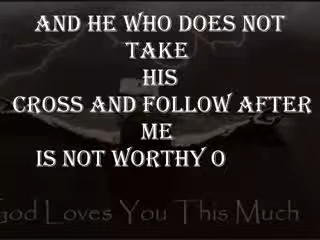 AND HE WHO DOES NOT
TAKE
HIS
CROSS AND FOLLOW AFTER
ME
IS NOT WORTHY O
God Loves You This Much